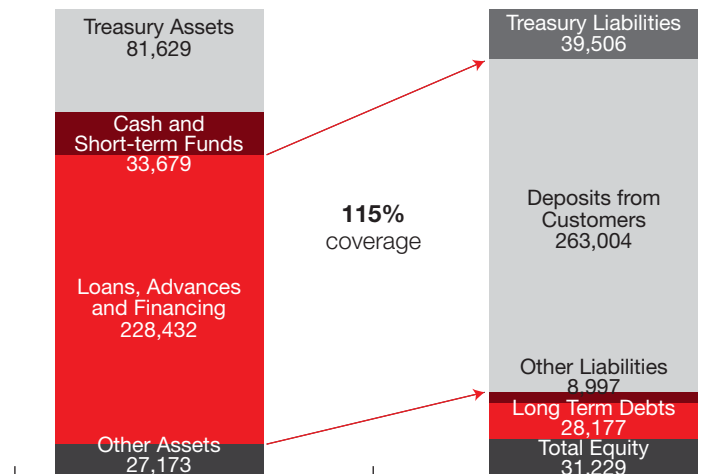 Treasury Assets
81,629
Cash and
Short-term Funds
33,679
Loans, Advances
and Financing
228,432
Other Assets
27,173
115%
coverage
Treasury Liabilities
39,506
Deposits from
Customers
263,004
Other Liabilities
8,997
Long Term Debts
28,177
Total Equity
31,229